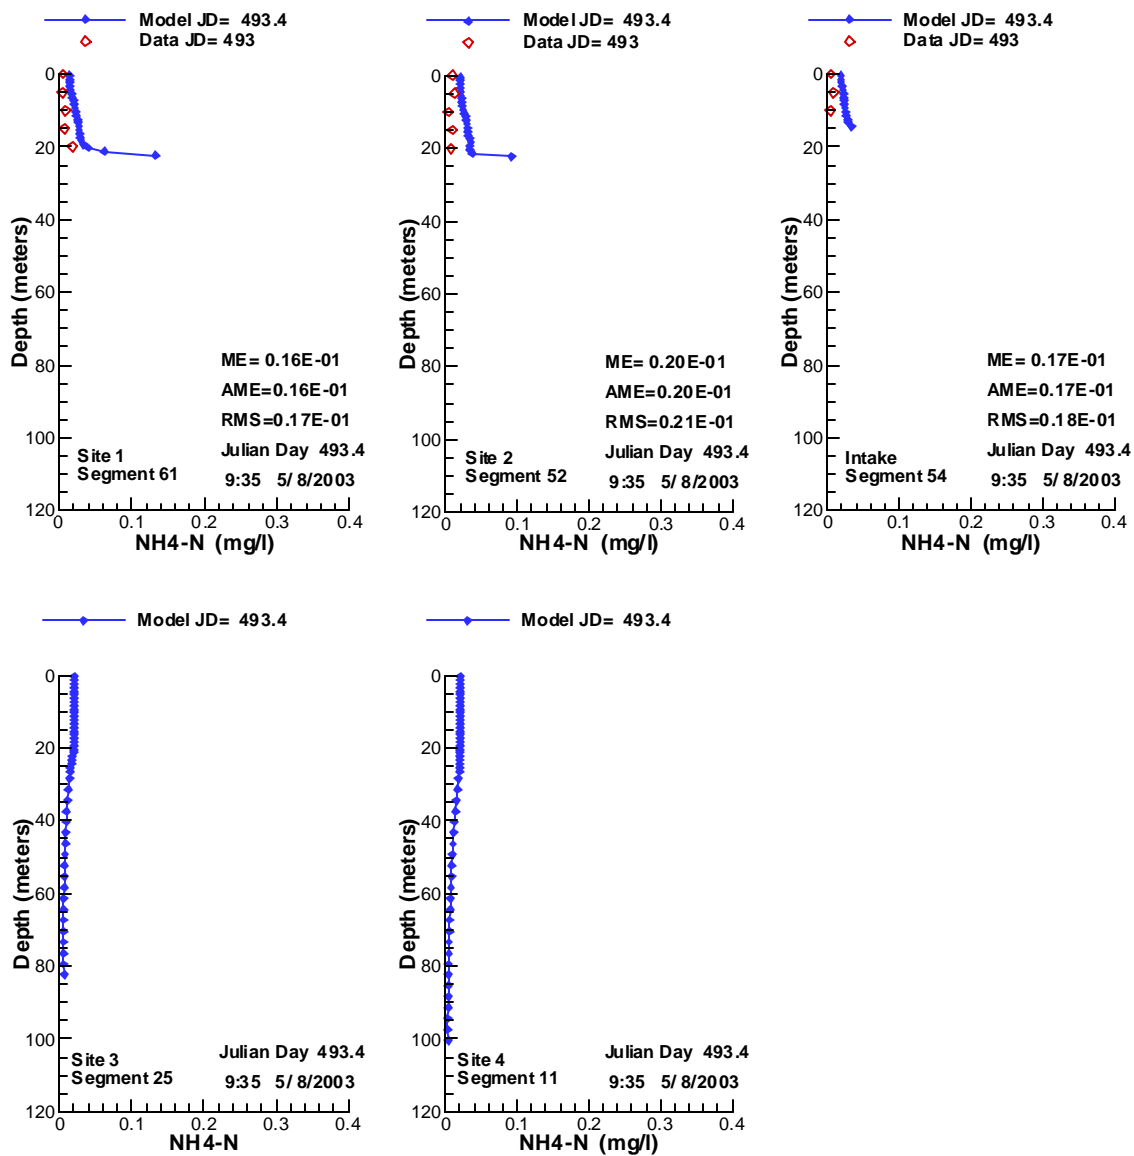 Model JD= 493.4
Data JD= 493
0
20
40
60
80
100
120
Depth (meters)
ME= 0.16E-01
AME=0.16E-01
RMS=0.17E-01
Site 1
Segment 61
Julian Day 493.4
9:35 5/ 8/2003
0 0.1 0.2 0.3 0.4
NH4-N (mg/l)
Model JD= 493.4
Data JD= 493
0
20
40
60
80
100
120
Depth (meters)
ME= 0.20E-01
AME=0.20E-01
RMS=0.21E-01
Site 2
Segment 52
Julian Day 493.4
9:35 5/ 8/2003
0 0.1 0.2 0.3 0.4
NH4-N (mg/l)
Model JD= 493.4
Data JD= 493
0
20
40
60
80
100
120
Depth (meters)
ME= 0.17E-01
AME=0.17E-01
RMS=0.18E-01
Intake
Segment 54
Julian Day 493.4
9:35 5/ 8/2003
0 0.1 0.2 0.3 0.4
NH4-N (mg/l)
Model JD= 493.4
0
20
40
60
80
100
120
Depth (meters)
Site 3
Segment 25
Julian Day 493.4
9:35 5/ 8/2003
0 0.1 0.2 0.3 0.4
NH4-N
Model JD= 493.4
0
20
40
60
80
100
120
Depth (meters)
Site 4
Segment 11
Julian Day 493.4
9:35 5/ 8/2003
0 0.1 0.2 0.3 0.4
NH4-N (mg/l)